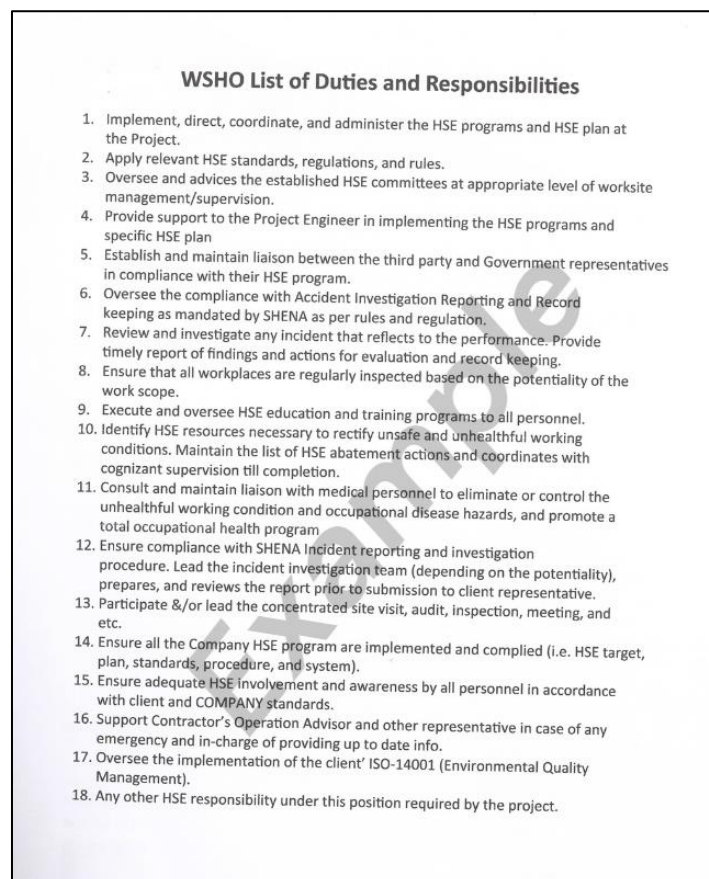 WSHO List of Duties and Responsibilities
1. Implement, direct, coordinate, and administer the HSE programs and HSE plan at
the Project.
2. Apply relevant HSE standards, regulations, and rules.
3. Oversee and advices the established HSE committees at appropriate level of worksite
management/supervision.
4. Provide support to the Project Engineer in implementing the HSE programs and
specific HSE plan
5. Establish and maintain liaison between the third party and Government representatives
in compliance with their HSE program.
6. Oversee the compliance with Accident Investigation Reporting and Record
keeping as mandated by SHENA as per rules and regulation.
7. Review and investigate any incident that reflects to the performance. Provide
timely report of findings and actions for evaluation and record keeping.
8. Ensure that all workplaces are regularly inspected based on the potentiality of the
work scope.
9. Execute and oversee HSE education and training programs to all personnel.
10. Identify HSE resources necessary to rectify unsafe and unhealthful working
conditions. Maintain the list of HSE abatement actions and coordinates with
cognizant supervision till completion.
11. Consult and maintain liaison with medical personnel to eliminate or control the
unhealthful working condition and occupational disease hazards, and promote a
total occupational health program
12. Ensure compliance with SHENA Incident reporting and investigation
procedure. Lead the incident investigation team (depending on the potentiality),
prepares, and reviews the report prior to submission to client representative.
13. Participate &/or lead the concentrated site visit, audit, inspection, meeting, and
etc.
14. Ensure all the Company HSE program are implemented and complied (i.e. HSE target,
plan, standards, procedure, and system).
15. Ensure adequate HSE involvement and awareness by all personnel in accordance
with client and COMPANY standards.
16. Support Contractor's Operation Advisor and other representative in case of any
emergency and in-charge of providing up to date info.
17. Oversee the implementation of the client' ISO-14001 (Environmental Quality
Management).
18. Any other HSE responsibility under this position required by the project.
Example